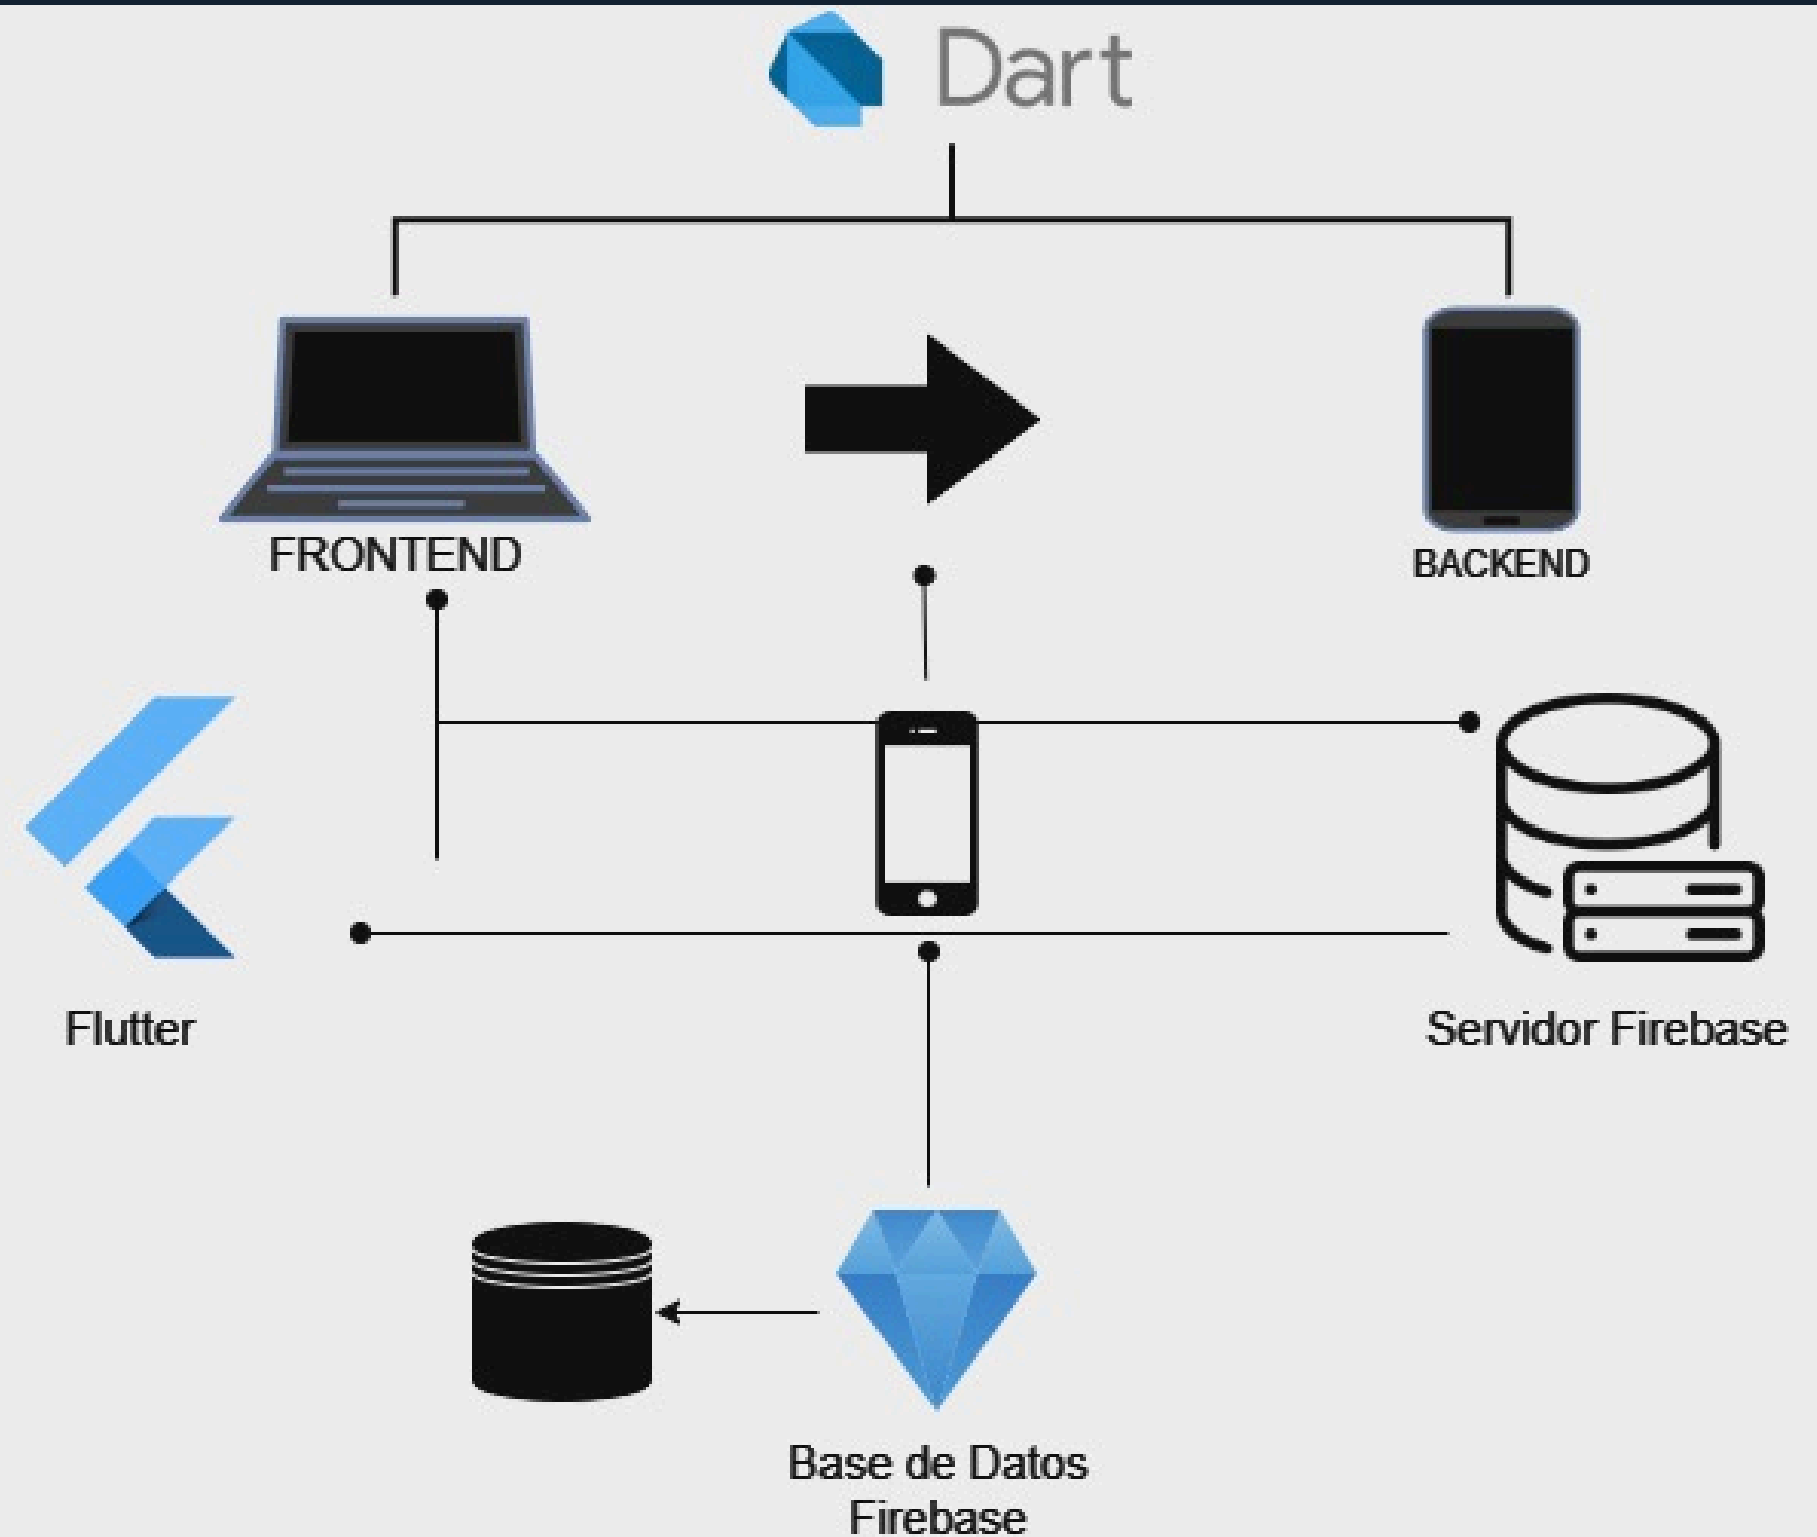 Dart
FRONTEND
BACKEND
Flutter
Servidor Firebase
Base de Datos
Firebase